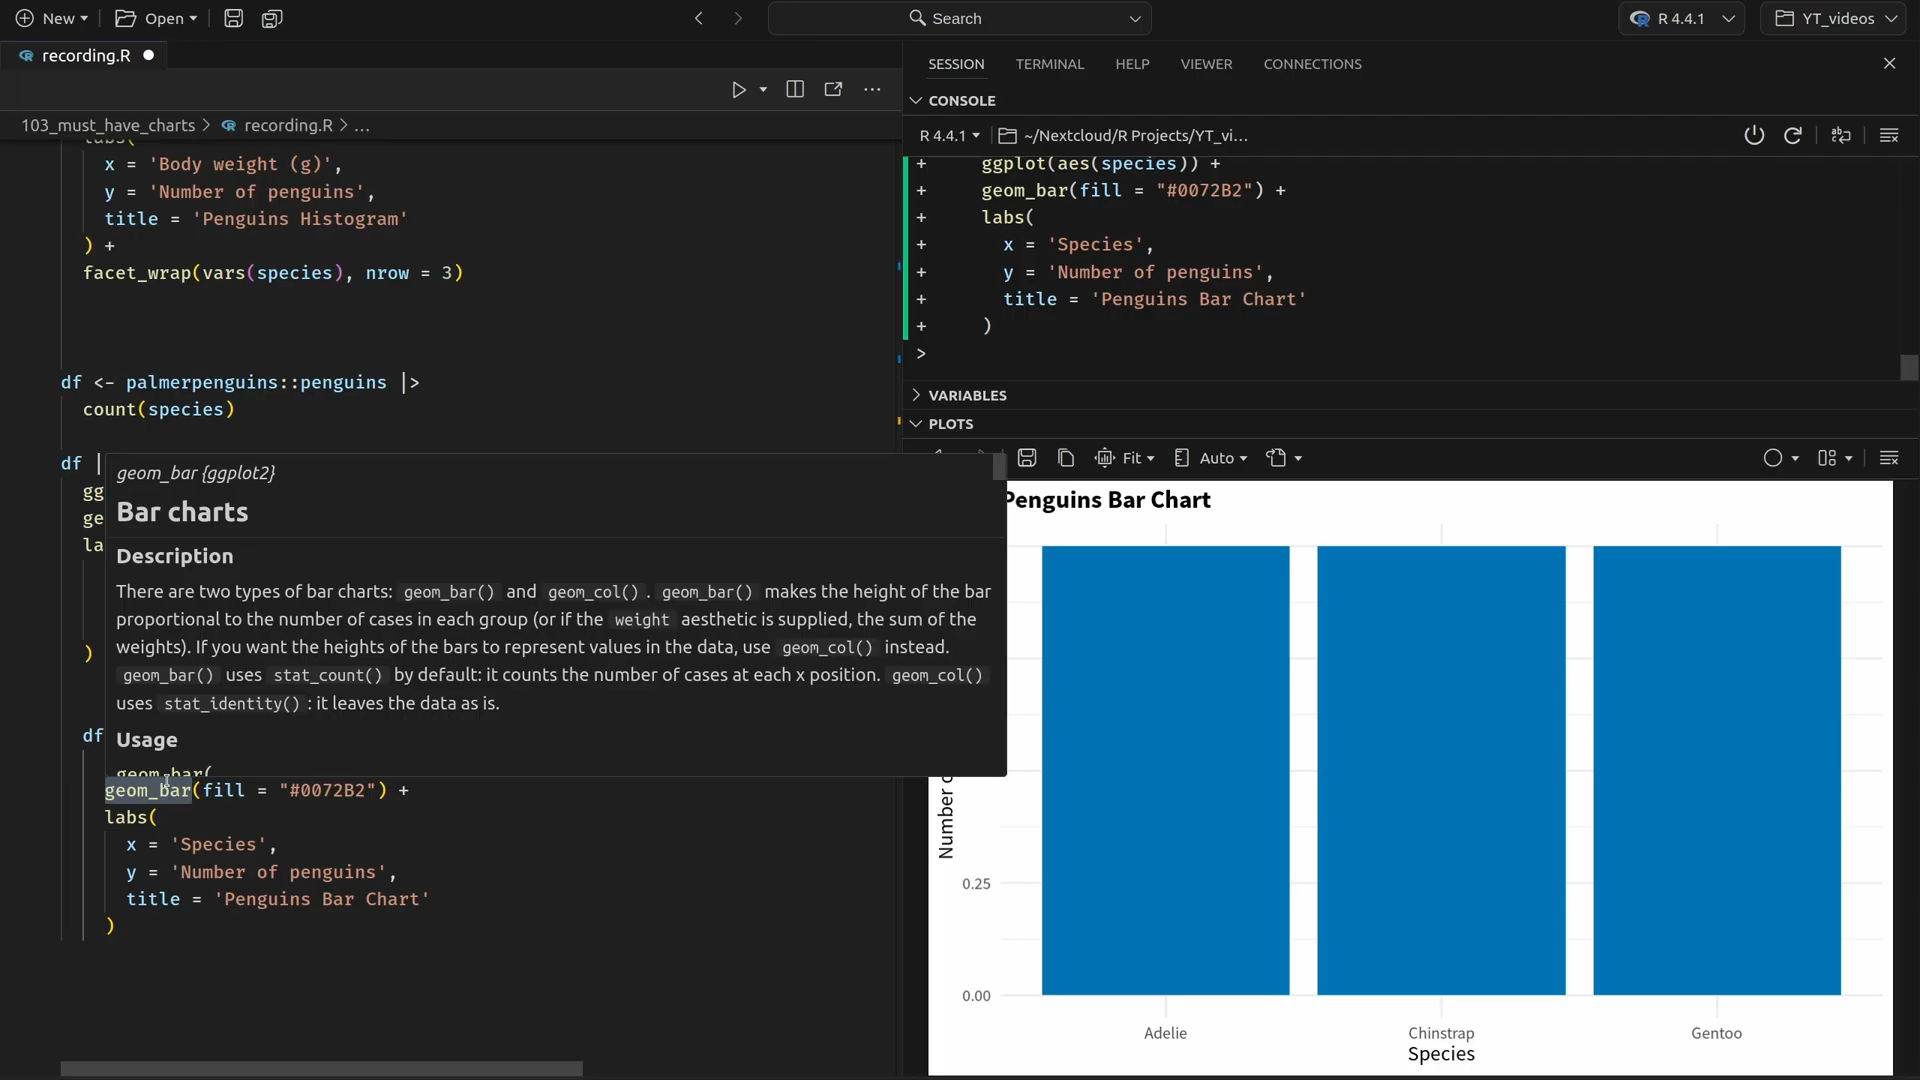 New
Open
Search
R 4.4.1
YT_videos
recording.R
SESSION
TERMINAL
HELP
VIEWER
CONNECTIONS
103_must_have_charts > recording.R > ...
labs(
x = 'Body weight (g)',
y = 'Number of penguins',
title = 'Penguins Histogram'
) +
facet_wrap(vars(species), nrow = 3)
df <- palmerpenguins::penguins |>
count(species)
df |
gg
ge
la
)
df
geom_bar {ggplot2}
Bar charts
Description
There are two types of bar charts: geom_bar() and geom_col(). geom_bar() makes the height of the bar
proportional to the number of cases in each group (or if the weight aesthetic is supplied, the sum of the
weights). If you want the heights of the bars to represent values in the data, use geom_col() instead.
geom_bar() uses stat_count() by default: it counts the number of cases at each x position. geom_col()
uses stat_identity() : it leaves the data as is.
Usage
geom_bar(
geom_bar(fill = "#0072B2") +
labs(
x = 'Species',
y = 'Number of penguins',
title = 'Penguins Bar Chart'
)
CONSOLE
R 4.4.1
~/Nextcloud/R Projects/YT_vi...
+ ggplot(aes(species)) +
+ geom_bar(fill = "#0072B2") +
+ labs(
+ x = 'Species',
+ y = 'Number of penguins',
+ title = 'Penguins Bar Chart'
+ )
>
VARIABLES
PLOTS
Fit
Auto
Penguins Bar Chart
Number
0.25
0.00
Adelie
Chinstrap
Gentoo
Species